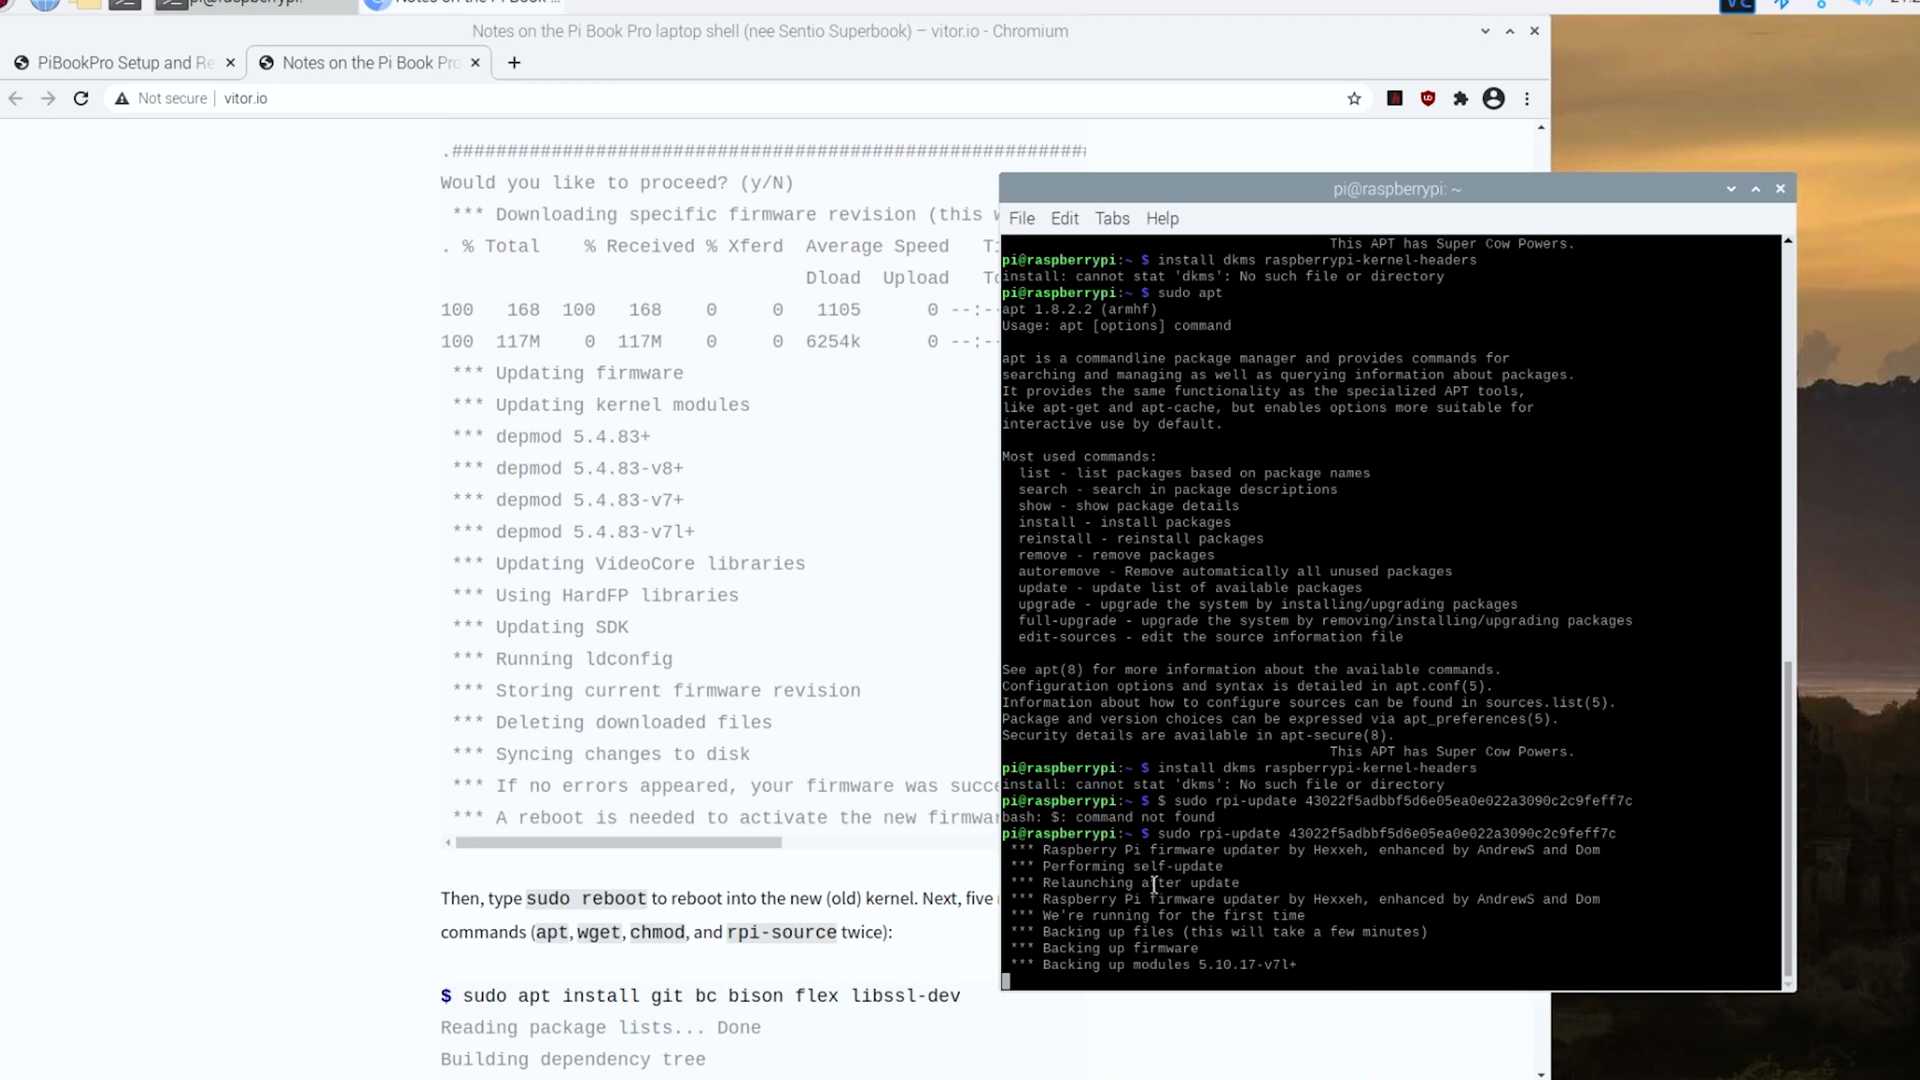 Notes on the Pi Book Pro laptop shell (nee Sentio Superbook) – vitor.io - Chromium
PiBookPro Setup and Re
Notes on the Pi Book Pro
Not secure
vitor.io
.##########################################################
Would you like to proceed? (y/N)
*** Downloading specific firmware revision (this w
. % Total % Received % Xferd Average Speed Ti
Dload Upload To
100 168 100 168 0 0 1105 0 --:--
100 117M 0 117M 0 0 6254k 0 --:--
*** Updating firmware
*** Updating kernel modules
*** depmod 5.4.83+
*** depmod 5.4.83-v8+
*** depmod 5.4.83-v7+
*** depmod 5.4.83-v7l+
*** Updating VideoCore libraries
*** Using HardFP libraries
*** Updating SDK
*** Running ldconfig
*** Storing current firmware revision
*** Deleting downloaded files
*** Syncing changes to disk
*** If no errors appeared, your firmware was succe
*** A reboot is needed to activate the new firmwar
Then, type sudo reboot to reboot into the new (old) kernel. Next, five
commands (apt, wget, chmod, and rpi-source twice):
$ sudo apt install git bc bison flex libssl-dev
Reading package lists... Done
Building dependency tree
pi@raspberrypi: ~
File Edit Tabs Help
This APT has Super Cow Powers.
pi@raspberrypi:~ $ install dkms raspberrypi-kernel-headers
install: cannot stat 'dkms': No such file or directory
pi@raspberrypi:~ $ sudo apt
apt 1.8.2.2 (armhf)
Usage: apt [options] command
apt is a commandline package manager and provides commands for
searching and managing as well as querying information about packages.
It provides the same functionality as the specialized APT tools,
like apt-get and apt-cache, but enables options more suitable for
interactive use by default.
Most used commands:
list - list packages based on package names
search - search in package descriptions
show - show package details
install - install packages
reinstall - reinstall packages
remove - remove packages
autoremove - Remove automatically all unused packages
update - update list of available packages
upgrade - upgrade the system by installing/upgrading packages
full-upgrade - upgrade the system by removing/installing/upgrading packages
edit-sources - edit the source information file
See apt(8) for more information about the available commands.
Configuration options and syntax is detailed in apt.conf(5).
Information about how to configure sources can be found in sources.list(5).
Package and version choices can be expressed via apt_preferences(5).
Security details are available in apt-secure(8).
This APT has Super Cow Powers.
pi@raspberrypi:~ $ install dkms raspberrypi-kernel-headers
install: cannot stat 'dkms': No such file or directory
pi@raspberrypi:~ $ $ sudo rpi-update 43022f5adbbf5d6e05ea0e022a3090c2c9feff7c
bash: $: command not found
pi@raspberrypi:~ $ sudo rpi-update 43022f5adbbf5d6e05ea0e022a3090c2c9feff7c
*** Raspberry Pi firmware updater by Hexxeh, enhanced by AndrewS and Dom
*** Performing self-update
*** Relaunching after update
*** Raspberry Pi firmware updater by Hexxeh, enhanced by AndrewS and Dom
*** We're running for the first time
*** Backing up files (this will take a few minutes)
*** Backing up firmware
*** Backing up modules 5.10.17-v7l+